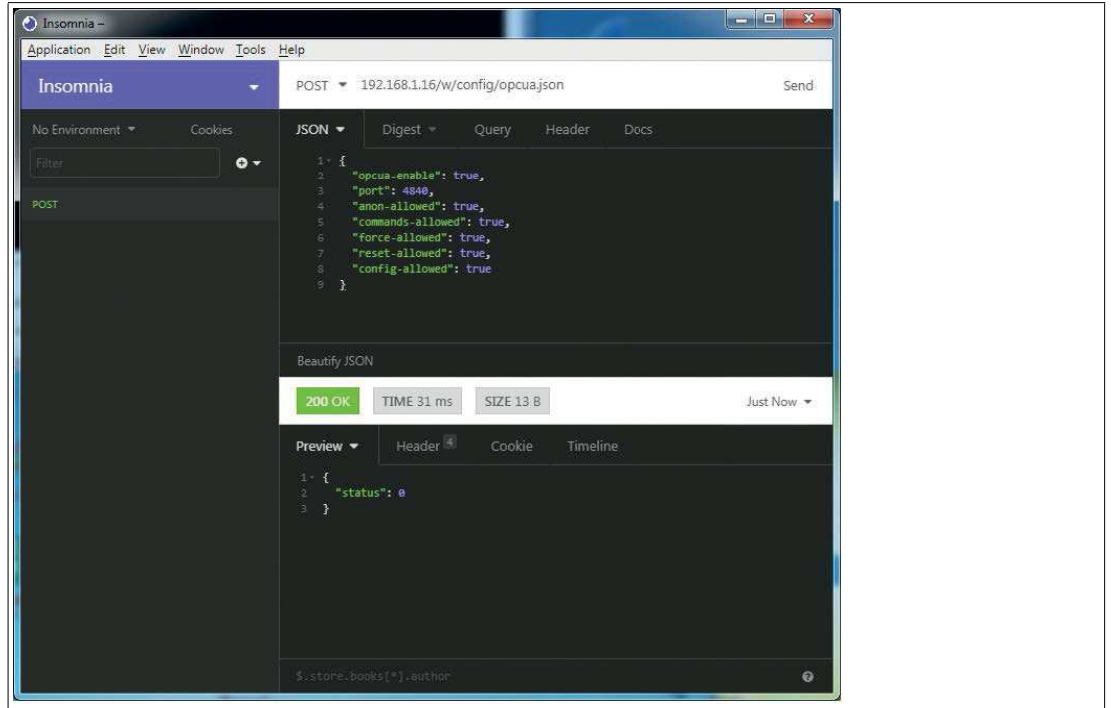 Insomnia –
Application Edit View Window Tools Help
Insomnia
POST 192.168.1.16/w/config/opcua.json Send
No Environment Cookies
Filter
POST
JSON Digest Query Header Docs
1 {
2 "opcua-enable": true,
3 "port": 4840,
4 "anon-allowed": true,
5 "commands-allowed": true,
6 "force-allowed": true,
7 "reset-allowed": true,
8 "config-allowed": true
9 }
Beautify JSON
200 OK TIME 31 ms SIZE 13 B Just Now
Preview Header 4 Cookie Timeline
1 {
2 "status": 0
3 }
$.store.books[*].author